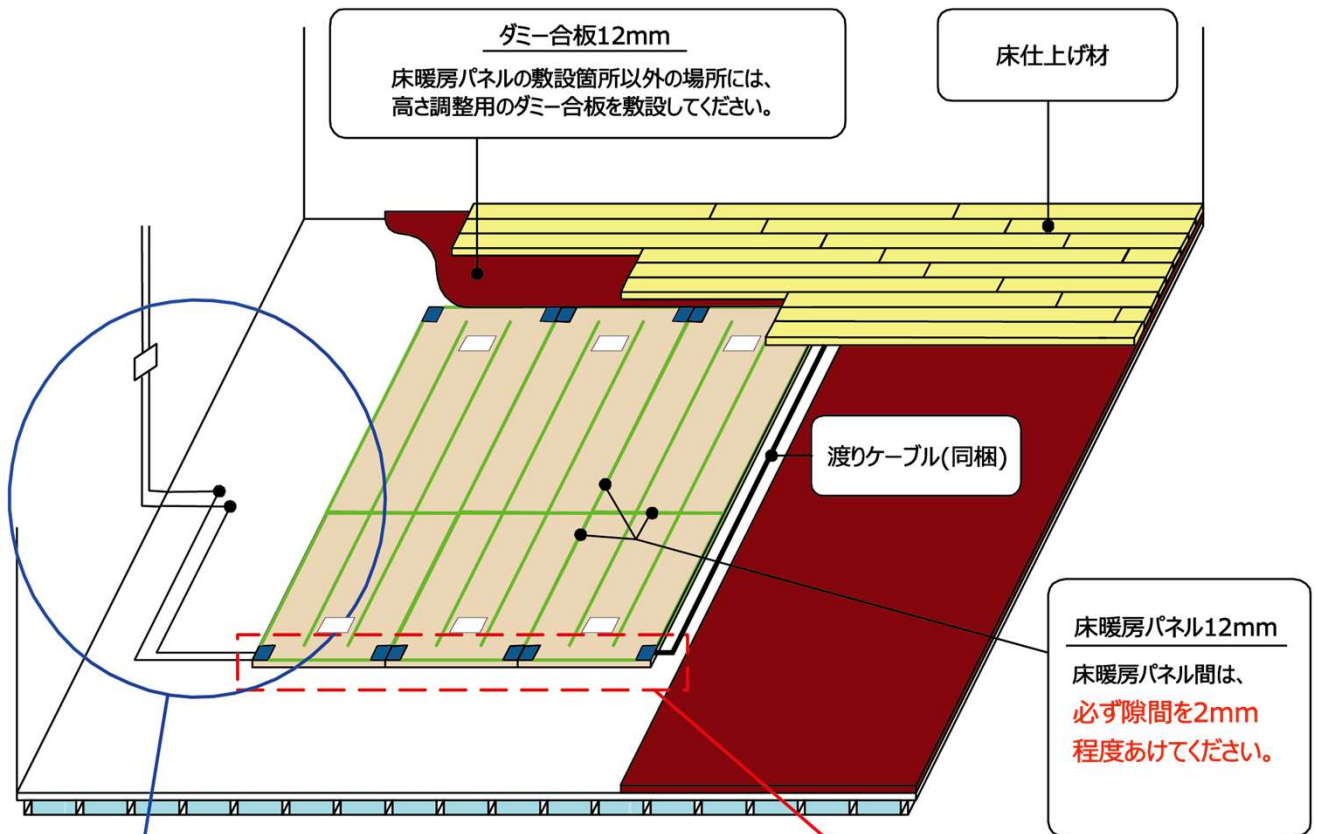 ダミー合板12mm
床暖房パネルの敷設箇所以外の場所には、
高さ調整用のダミー合板を敷設してください。
床仕上げ材
渡りケーブル(同梱)
床暖房パネル12mm
床暖房パネル間は、
必ず隙間を2mm
程度あけてください。